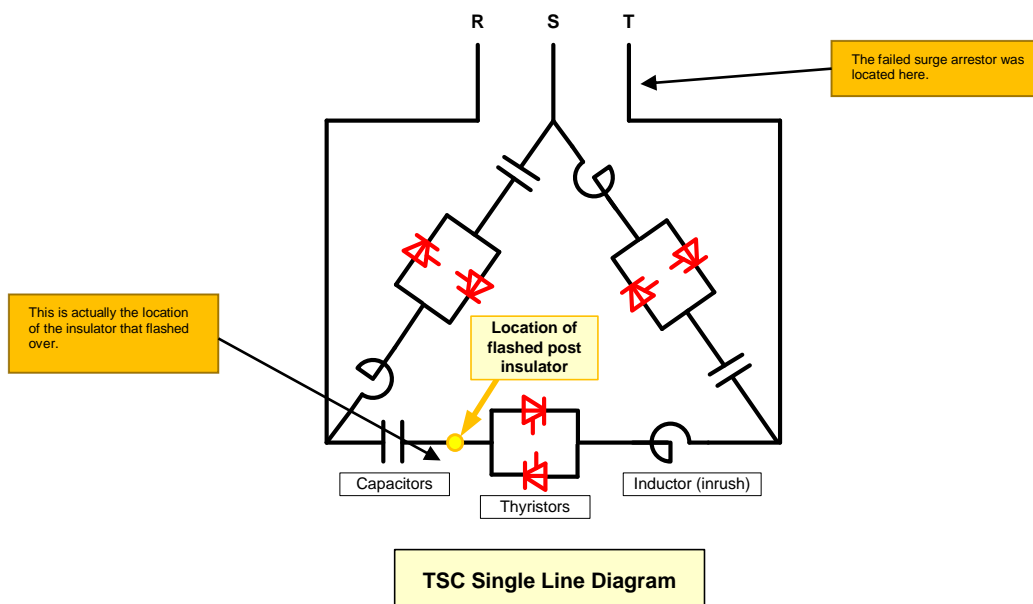 R S T
The failed surge arrestor was
located here.
This is actually the location
of the insulator that flashed
over.
Location of
flashed post
insulator
Capacitors
Thyristors
Inductor (inrush)
TSC Single Line Diagram